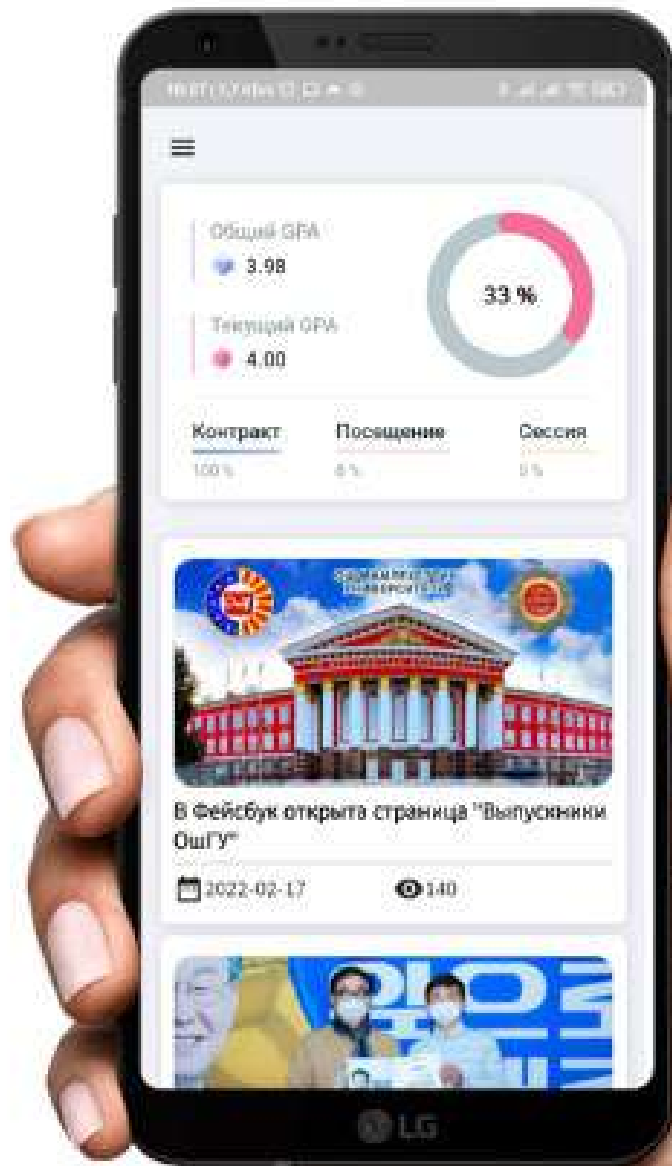 Общий GPA
3.98
Текущий GPA
4.00
33 %
Контракт Посещение Сессия
100 %
В Фейсбук открыта страница "Выпускники
ОшГУ"
2022-02-17 140
LG